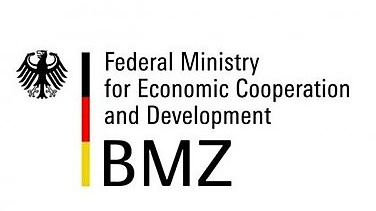 Federal Ministry
for Economic Cooperation
and Development
BMZ